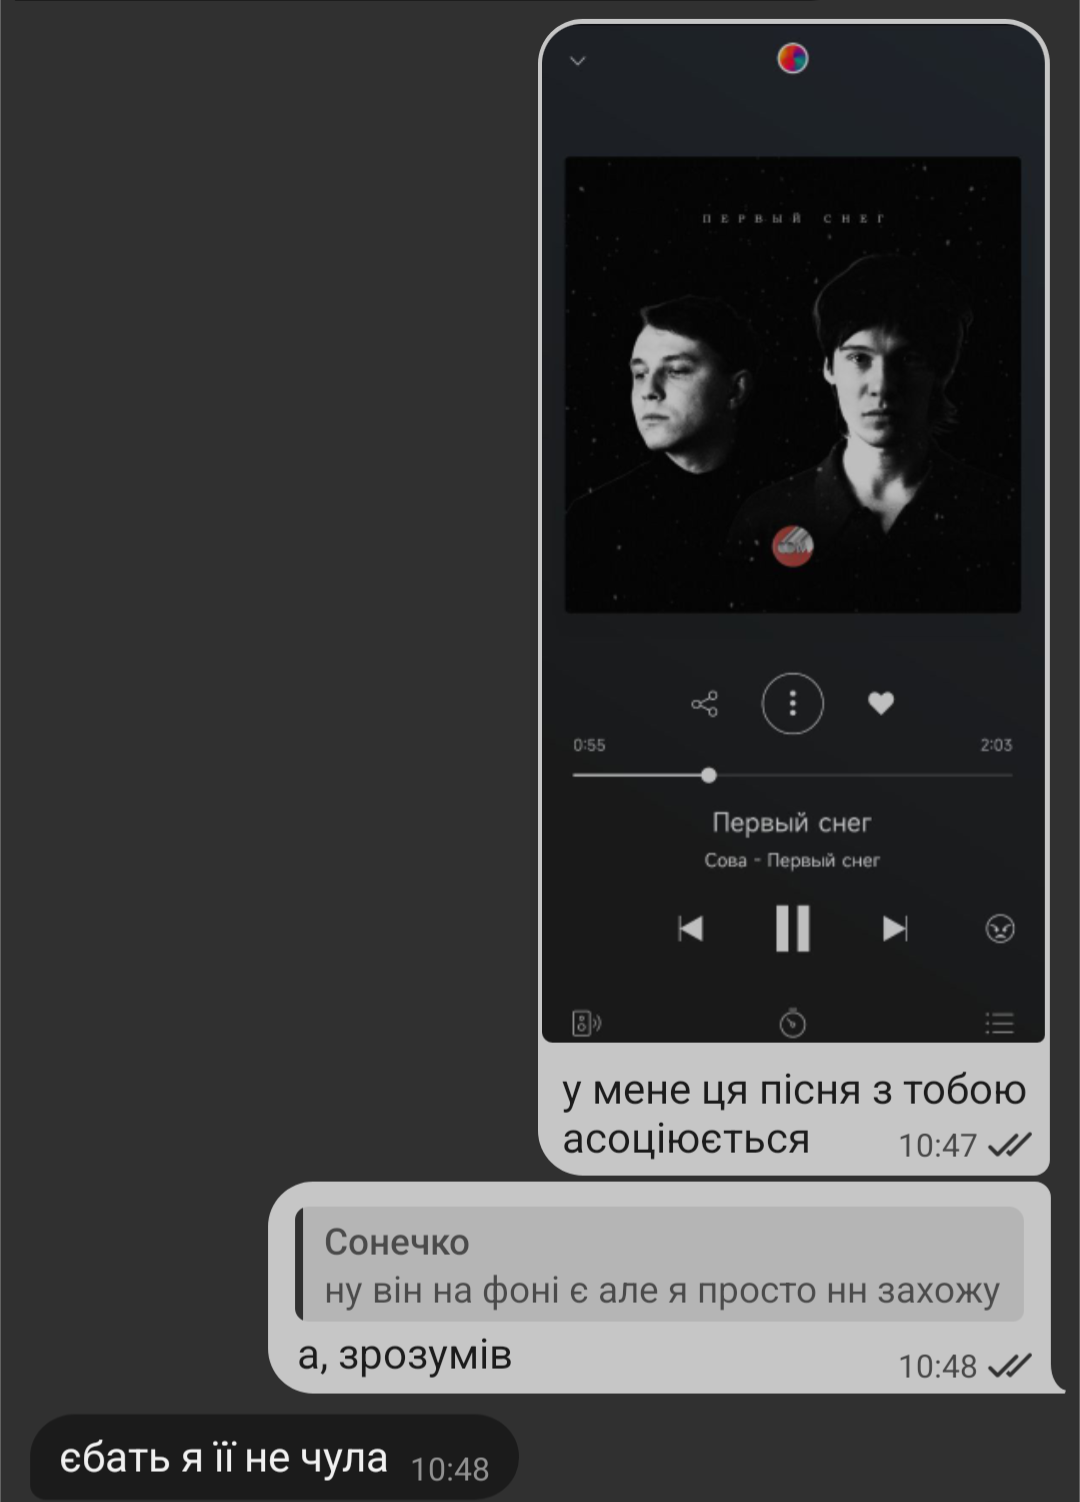 ПЕРВЫЙ СНЕГ
0:55
2:03
Первый снег
Сова - Первый снег
у мене ця пісня з тобою
асоціюється 10:47
Сонечко
ну він на фоні є але я просто нн захожу
а, зрозумів 10:48
єбать я її не чула 10:48